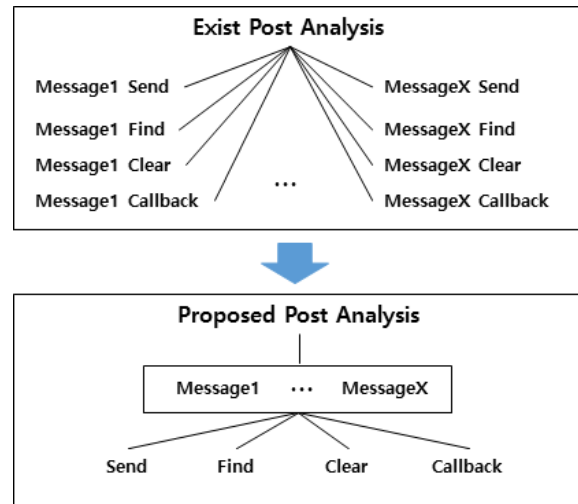 Exist Post Analysis
Message1 Send
MessageX Send
Message1 Find
MessageX Find
Message1 Clear
MessageX Clear
...
Message1 Callback
MessageX Callback
Proposed Post Analysis
Message1 ... MessageX
Send Find Clear Callback